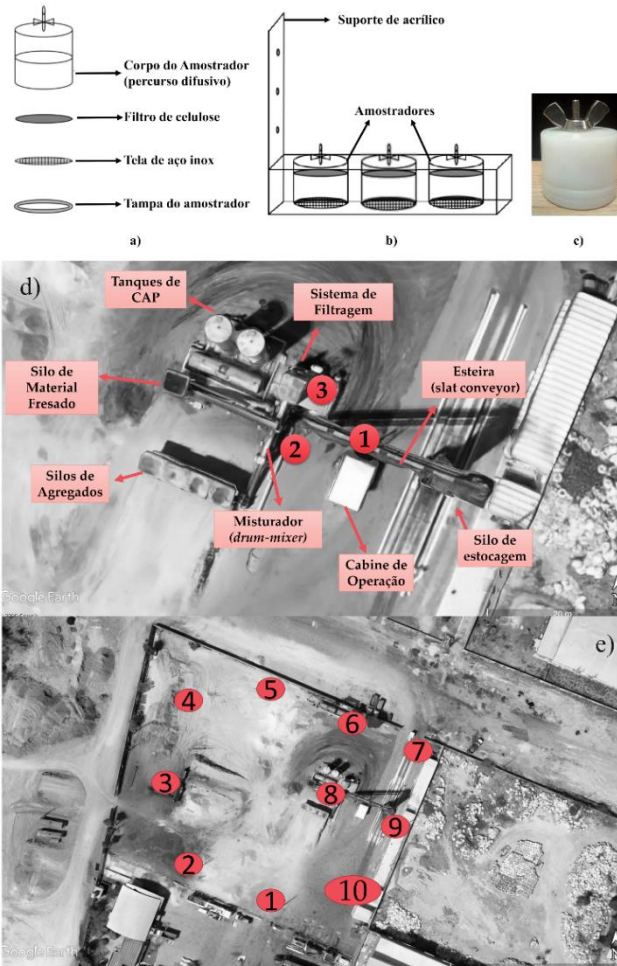 Corpo do Amostrador
(percurso difusivo)
Filtro de celulose
Tela de aço inox
Tampa do amostrador
a)
Suporte de acrílico
Amostradores
b)
c)
d)
Tanques de
CAP
Sistema de
Filtragem
Silo de
Material
Fresado
Esteira
(slat conveyor)
3
2
1
Silos de
Agregados
Misturador
(drum-mixer)
Cabine de
Operação
Silo de
estocagem
Google Earth
20 m
e)
5
4
6
7
3
8
9
2
1
10
Google Earth